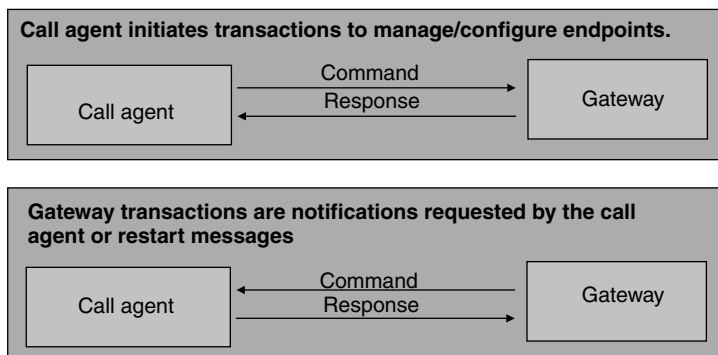 Call agent initiates transactions to manage/configure endpoints.
Command
Response
Call agent
Gateway
Gateway transactions are notifications requested by the call
agent or restart messages
Command
Response
Call agent
Gateway